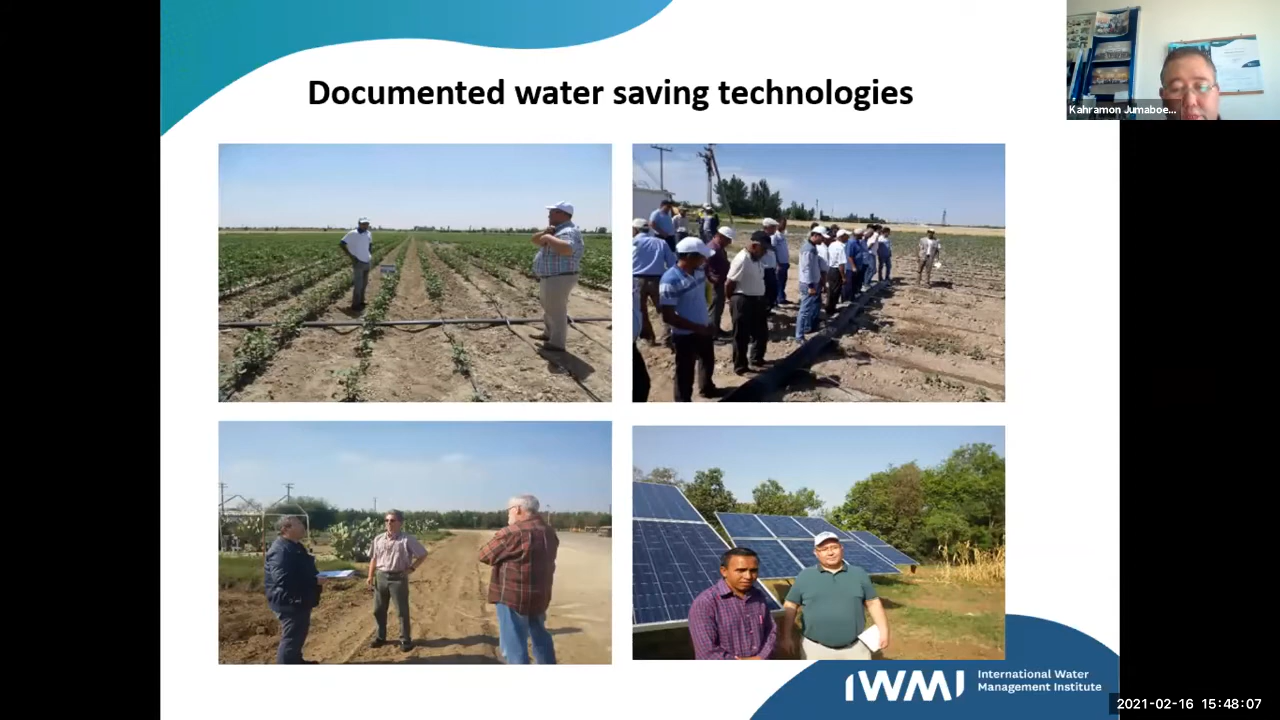 Documented water saving technologies
Kahramon Jumaboe...
IWMI
International Water
Management Institute
2021-02-16 15:48:07